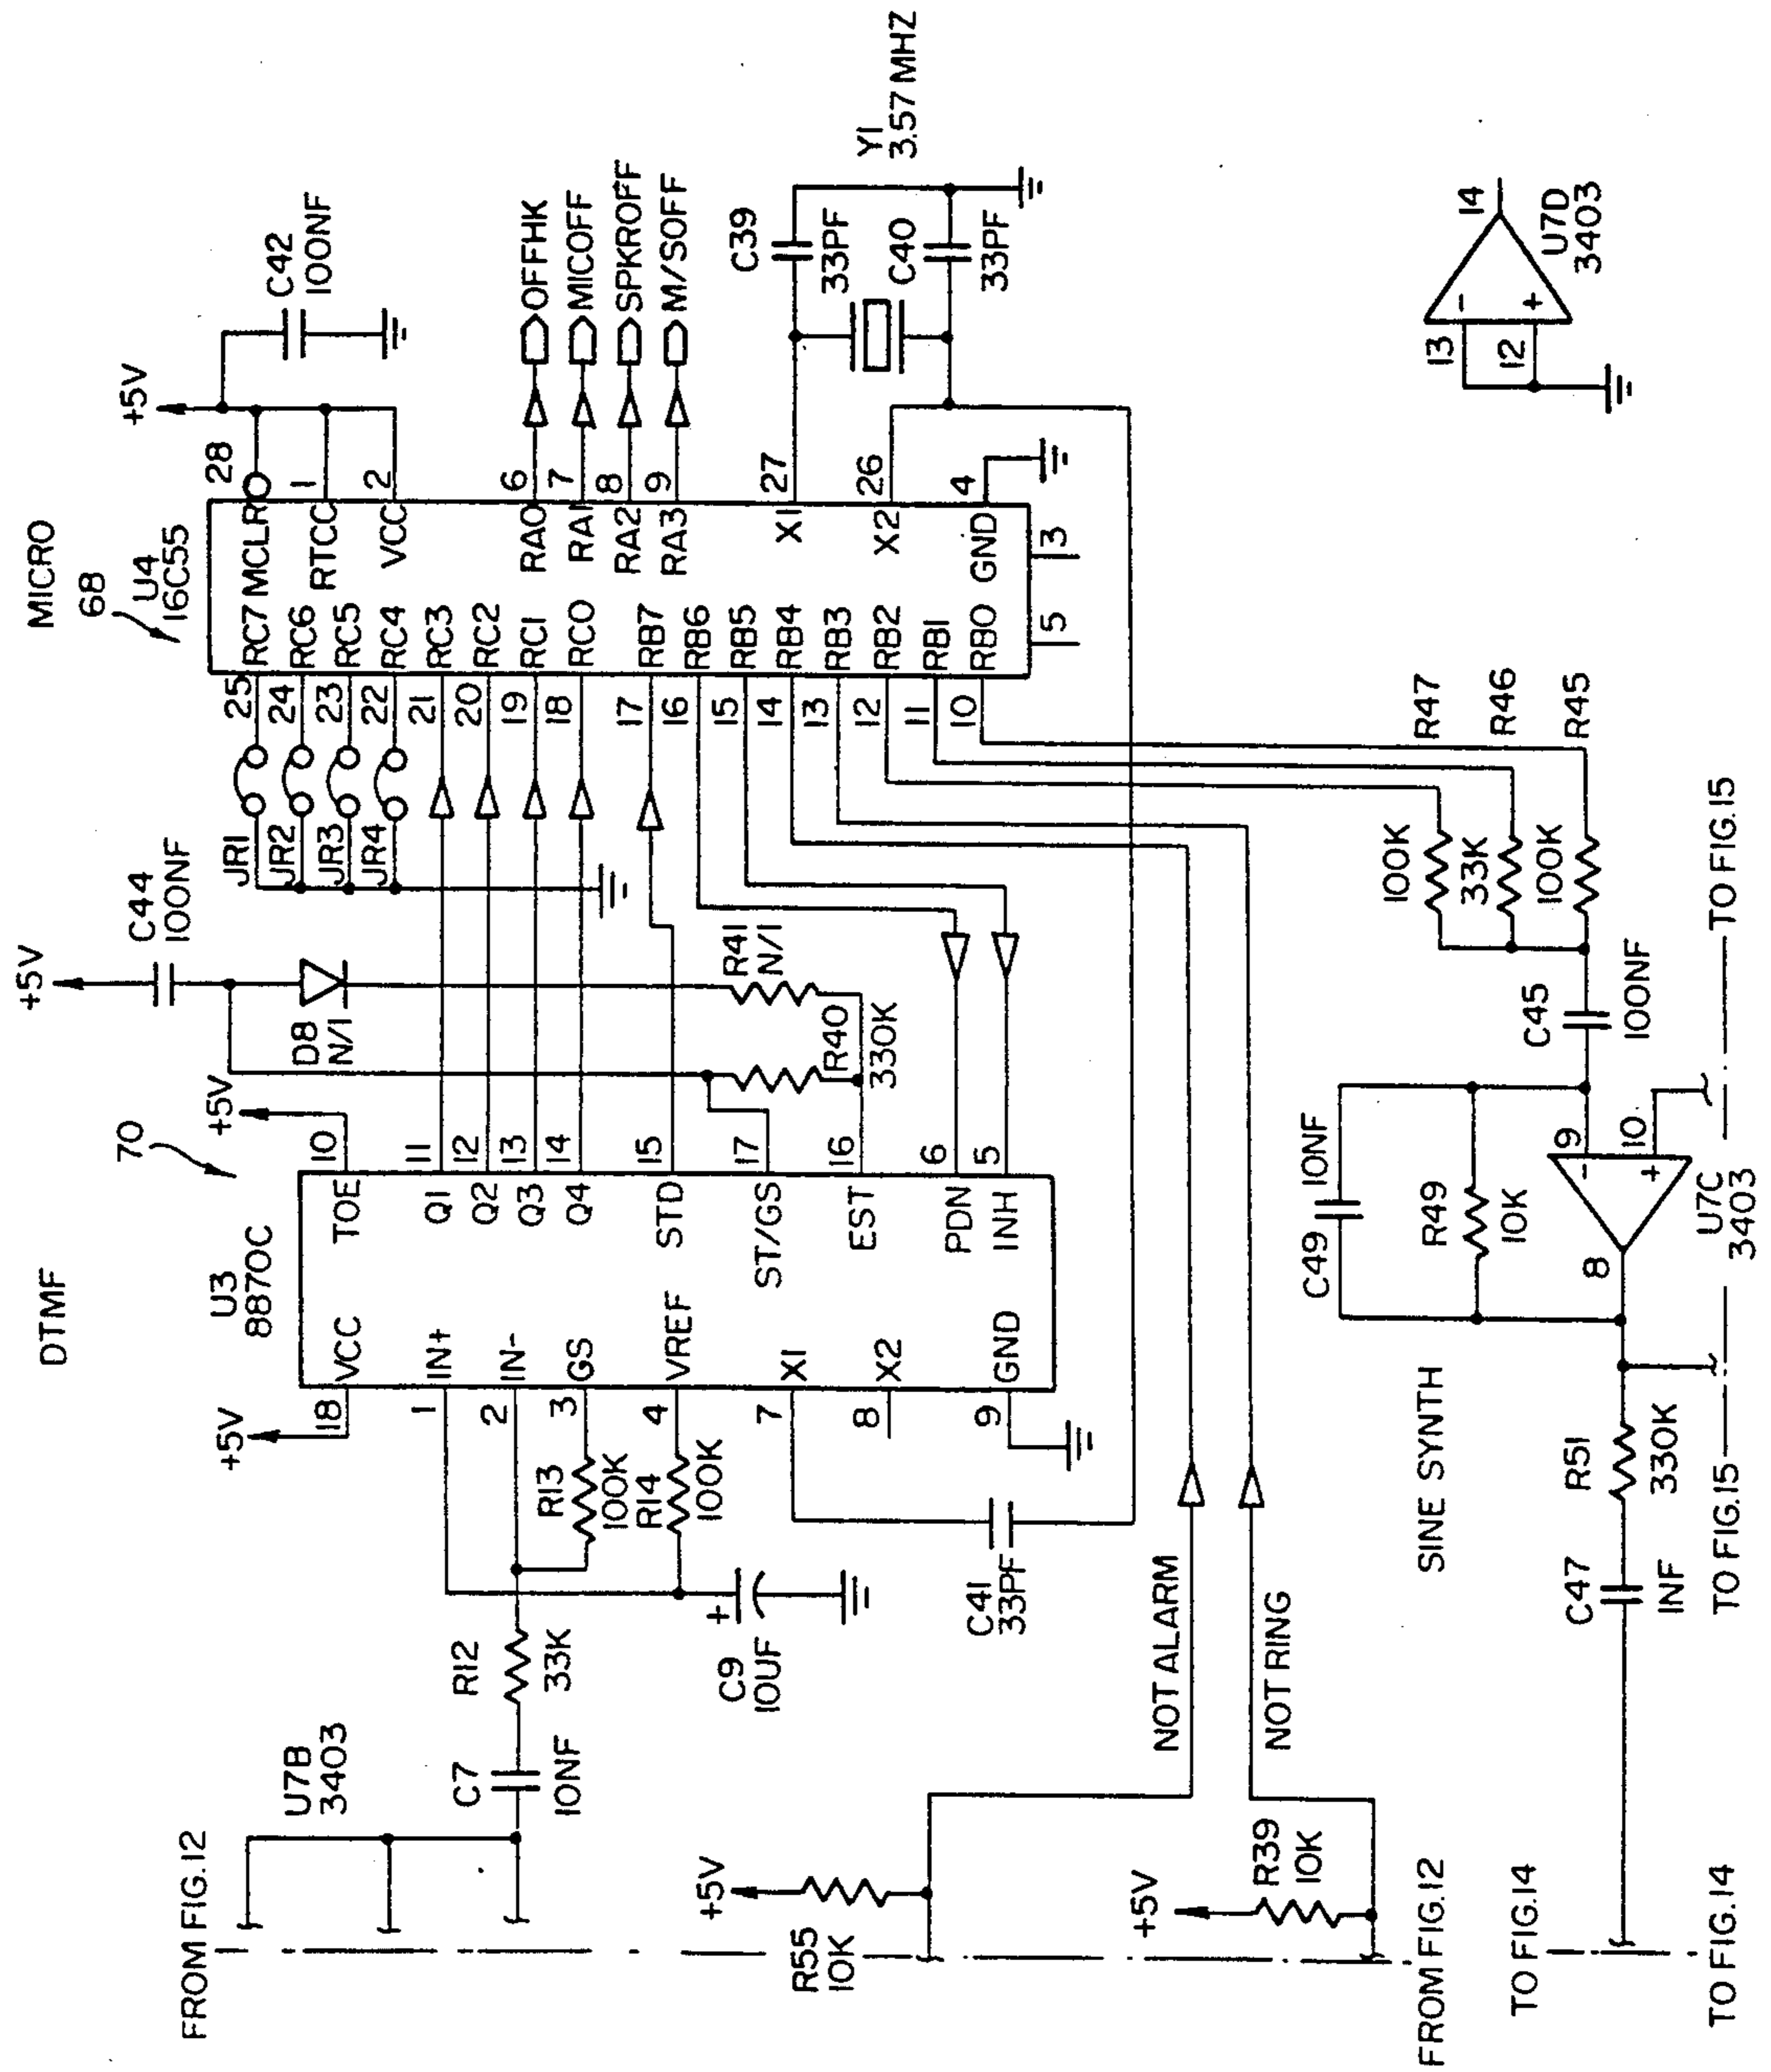 MICRO
68
U4
16C55
DTMF
70
U3
8870C
+5V
C42
100NF
+5V
C44
100NF
+5V
+5V
D8
N/1
JR1
JR2
JR3
JR4
25
24
23
22
21
20
19
18
17
16
15
14
13
12
11
10
RC7
RC6
RC5
RC4
RC3
RC2
RC1
RC0
RB7
RB6
RB5
RB4
RB3
RB2
RB1
RB0
MCLR
RTCC
VCC
RA0
RA1
RA2
RA3
X1
X2
GND
28
1
2
6
7
8
9
27
26
4
3
5
OFFHK
MICOFF
SPKROFF
M/SOFF
C39
33PF
C40
33PF
Y1
3.57 MHZ
18
1
2
3
4
7
8
9
VCC
IN+
IN-
GS
VREF
X1
X2
GND
TOE
Q1
Q2
Q3
Q4
STD
ST/GS
EST
PDN
INH
10
11
12
13
14
15
17
16
6
5
R41
N/1
R40
330K
FROM FIG.12
U7B
3403
C7
10NF
R12
33K
R13
100K
R14
100K
C9
10UF
C41
33PF
+5V
R55
10K
NOT ALARM
+5V
R39
10K
NOT RING
FROM FIG.12
R47
R46
R45
100K
33K
100K
C45
100NF
C49
10NF
R49
10K
9
10
-
+
8
U7C
3403
SINE SYNTH
R51
330K
C47
1NF
TO FIG.14
TO FIG.14
TO FIG.15
TO FIG.15
13
12
-
+
14
U7D
3403